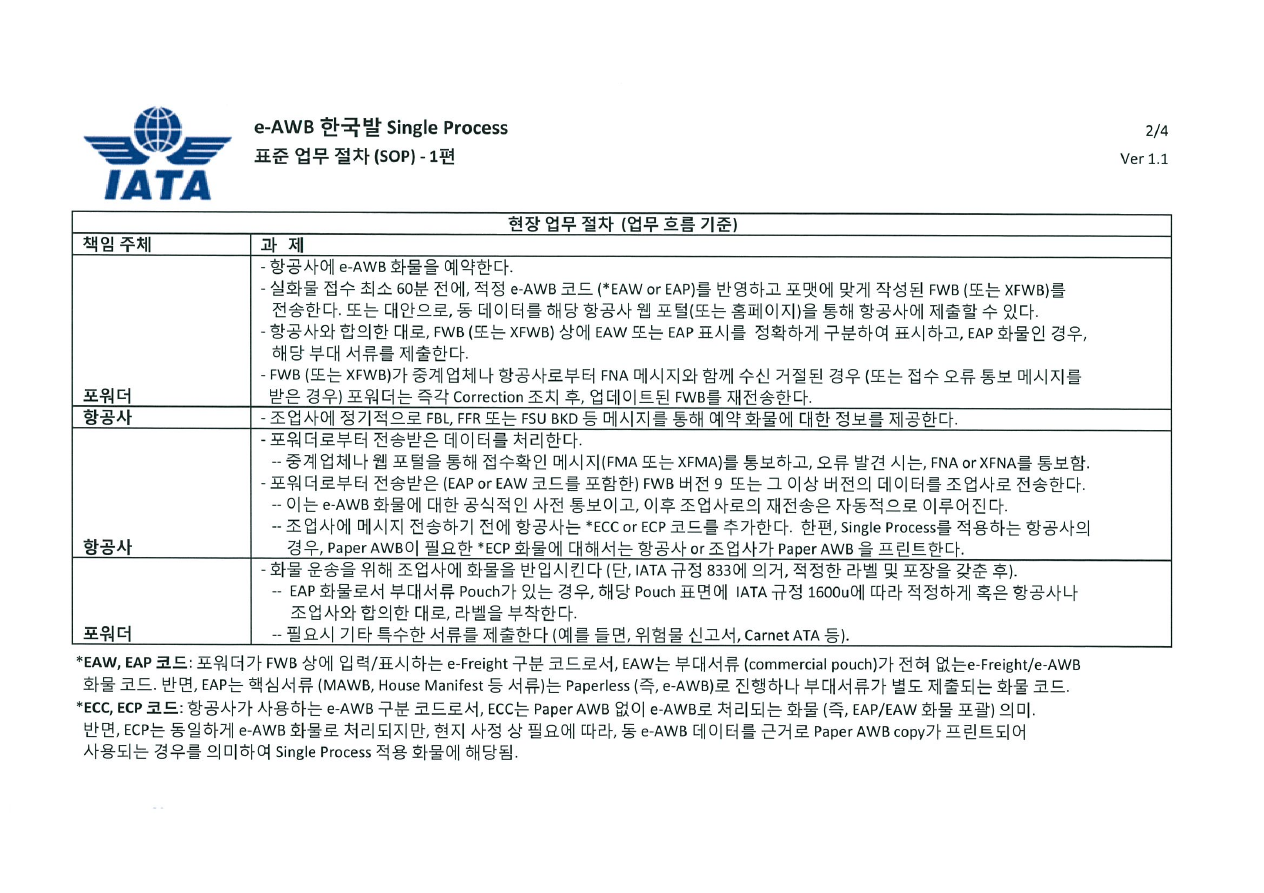 IATA
e-AWB 한국발 Single Process
표준 업무 절차 (SOP) - 1편
2/4
Ver 1.1
현장 업무 절차 (업무 흐름 기준)
책임 주체 과 제
- 항공사에 e-AWB 화물을 예약한다.
- 실화물 접수 최소 60분 전에, 적정 e-AWB 코드 (*EAW or EAP)를 반영하고 포맷에 맞게 작성된 FWB (또는 XFWB)를
전송한다. 또는 대안으로, 동 데이터를 해당 항공사 웹 포털(또는 홈페이지)을 통해 항공사에 제출할 수 있다.
- 항공사와 합의한 대로, FWB (또는 XFWB) 상에 EAW 또는 EAP 표시를 정확하게 구분하여 표시하고, EAP 화물인 경우,
해당 부대 서류를 제출한다.
- FWB (또는 XFWB)가 중계업체나 항공사로부터 FNA 메시지와 함께 수신 거절된 경우 (또는 접수 오류 통보 메시지를
포워더 받은 경우) 포워더는 즉각 Correction 조치 후, 업데이트된 FWB를 재전송한다.
항공사 - 조업사에 정기적으로 FBL, FFR 또는 FSU BKD 등 메시지를 통해 예약 화물에 대한 정보를 제공한다.
- 포워더로부터 전송받은 데이터를 처리한다.
-- 중계업체나 웹 포털을 통해 접수확인 메시지(FMA 또는 XFMA)를 통보하고, 오류 발견 시는, FNA or XFNA를 통보함.
- 포워더로부터 전송받은 (EAP or EAW 코드를 포함한) FWB 버전 9 또는 그 이상 버전의 데이터를 조업사로 전송한다.
-- 이는 e-AWB 화물에 대한 공식적인 사전 통보이고, 이후 조업사로의 재전송은 자동적으로 이루어진다.
-- 조업사에 메시지 전송하기 전에 항공사는 *ECC or ECP 코드를 추가한다. 한편, Single Process를 적용하는 항공사의
항공사 경우, Paper AWB이 필요한 *ECP 화물에 대해서는 항공사 or 조업사가 Paper AWB 을 프린트한다.
- 화물 운송을 위해 조업사에 화물을 반입시킨다 (단, IATA 규정 833에 의거, 적정한 라벨 및 포장을 갖춘 후).
-- EAP 화물로서 부대서류 Pouch가 있는 경우, 해당 Pouch 표면에 IATA 규정 1600u에 따라 적정하게 혹은 항공사나
조업사와 합의한 대로, 라벨을 부착한다.
포워더 -- 필요시 기타 특수한 서류를 제출한다 (예를 들면, 위험물 신고서, Carnet ATA 등).
*EAW, EAP 코드: 포워더가 FWB 상에 입력/표시하는 e-Freight 구분 코드로서, EAW는 부대서류 (commercial pouch)가 전혀 없는e-Freight/e-AWB
화물 코드. 반면, EAP는 핵심서류 (MAWB, House Manifest 등 서류)는 Paperless (즉, e-AWB)로 진행하나 부대서류가 별도 제출되는 화물 코드.
*ECC, ECP 코드: 항공사가 사용하는 e-AWB 구분 코드로서, ECC는 Paper AWB 없이 e-AWB로 처리되는 화물 (즉, EAP/EAW 화물 포괄) 의미.
반면, ECP는 동일하게 e-AWB 화물로 처리되지만, 현지 사정 상 필요에 따라, 동 e-AWB 데이터를 근거로 Paper AWB copy가 프린트되어
사용되는 경우를 의미하여 Single Process 적용 화물에 해당됨.